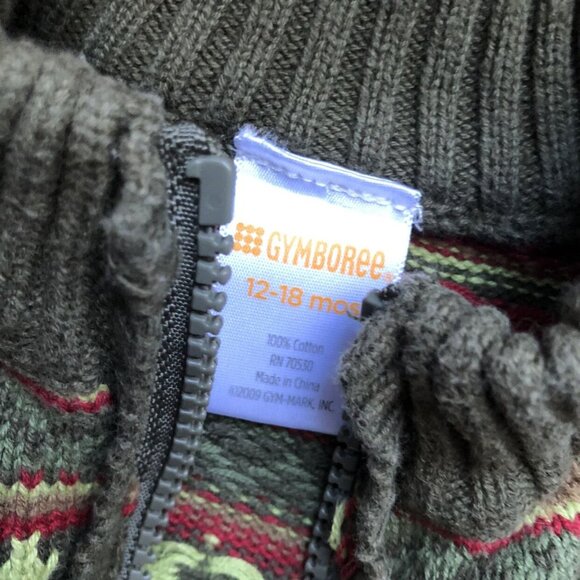 GYMBOREE
12-18 mos.
100% Cotton
RN 70530
Made in China
©2009 GYM-MARK, INC.